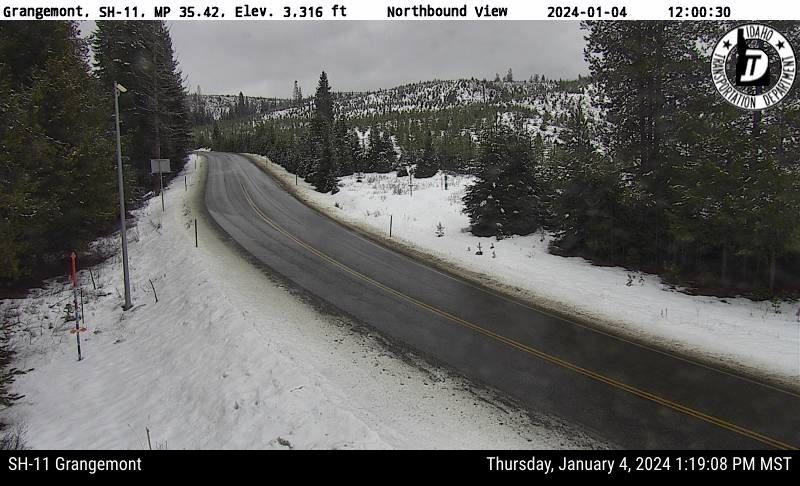 Grangemont, SH-11, MP 35.42, Elev. 3,316 ft Northbound View 2024-01-04 12:00:30
IDAHO
TRANSPORTATION DEPARTMENT
SH-11 Grangemont Thursday, January 4, 2024 1:19:08 PM MST